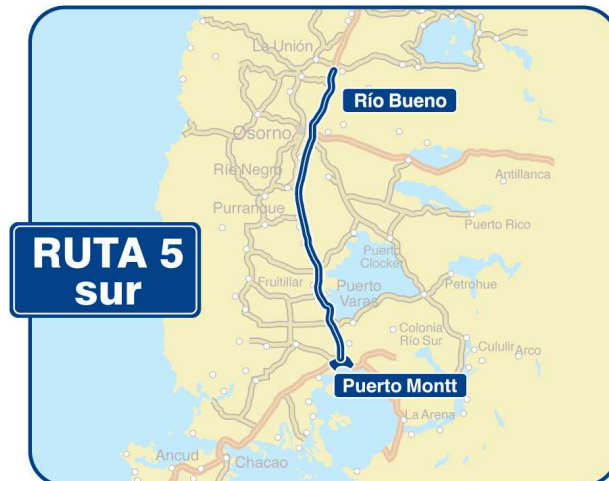 La Unión
Río Bueno
Osorno
Río Negro
Antillanca
Purranque
Puerto Rico
RUTA 5
sur
Puerto
Clocker
Fruitillar
Puerto
Varas
Petrohue
Colonia
Río Sur
Cululir
Arco
Puerto Montt
La Arena
Ancud
Chacao